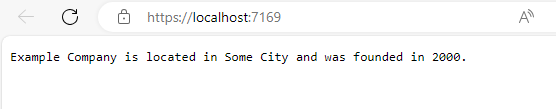 https://localhost:7169
Example Company is located in Some City and was founded in 2000.